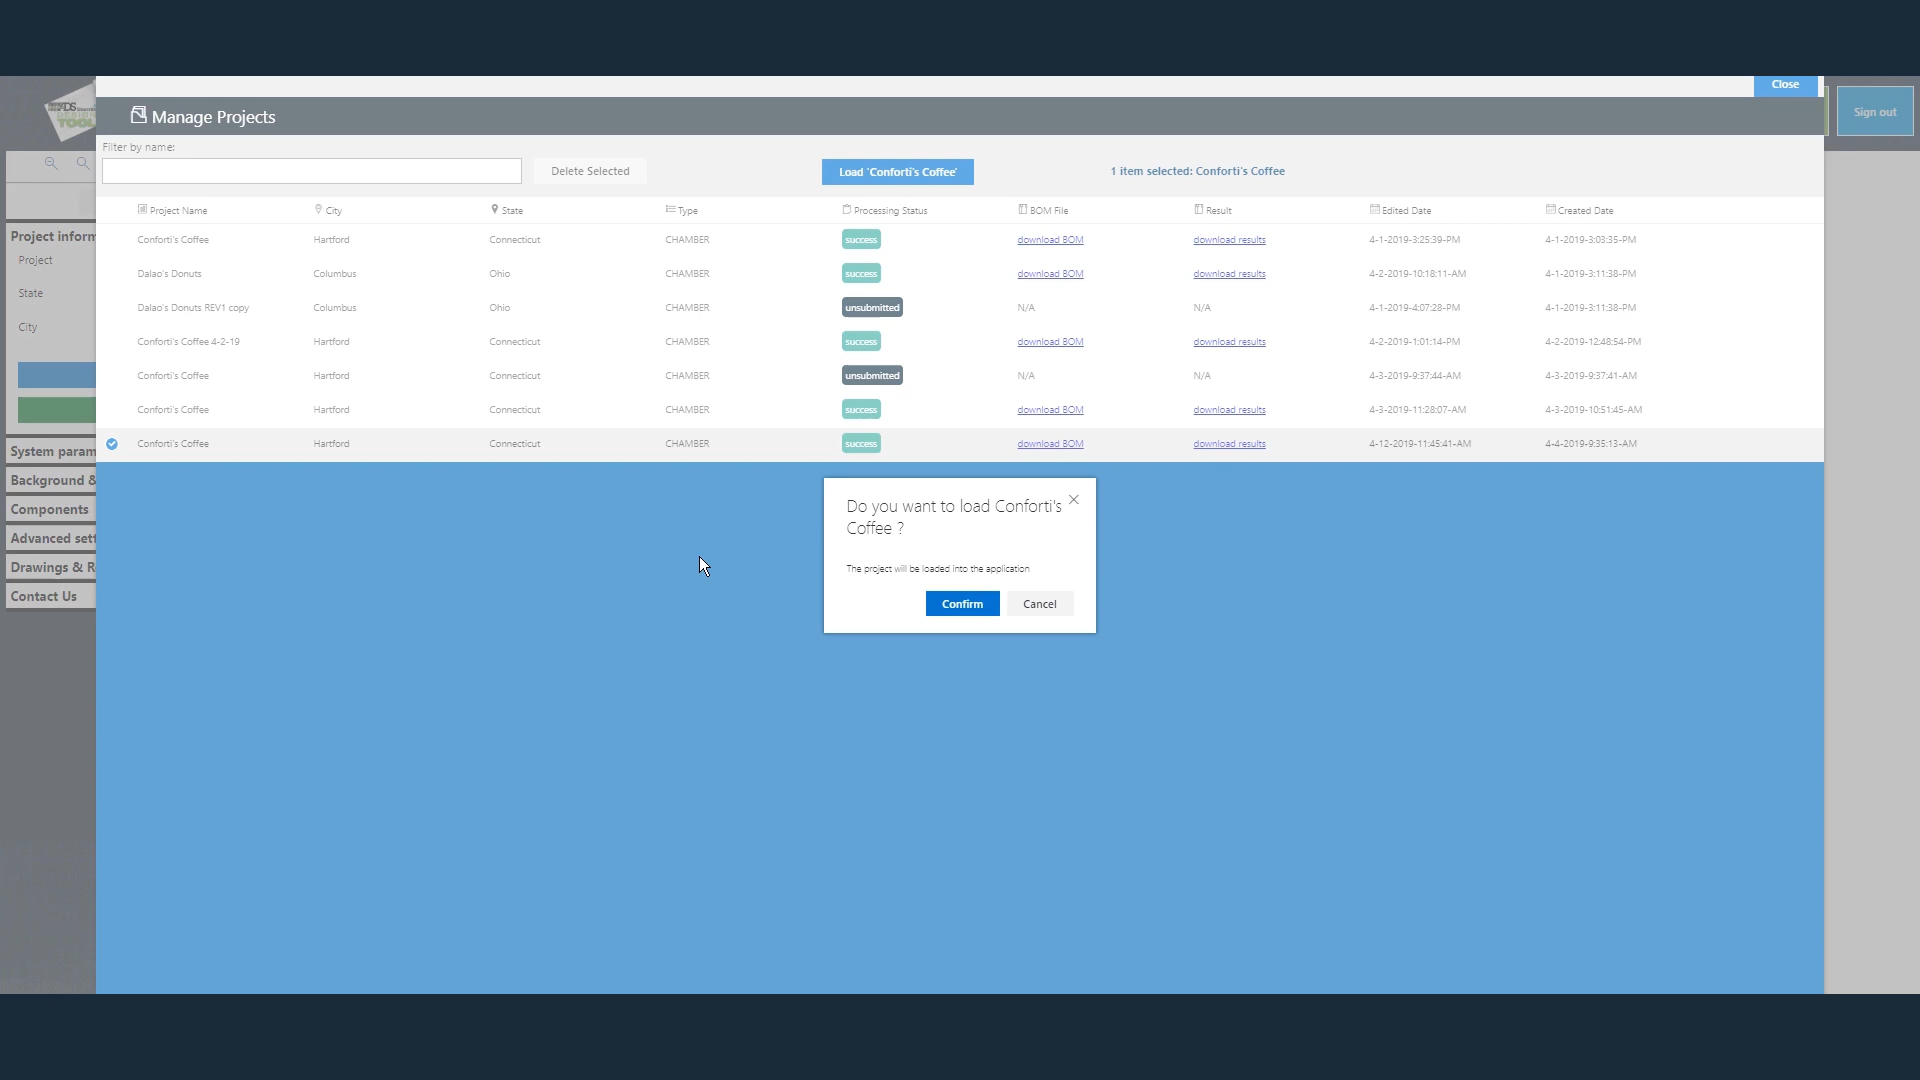 Close
Manage Projects
Sign out
Filter by name:
Delete Selected
Load 'Conforti's Coffee'
1 item selected: Conforti's Coffee
Project Name City State Type Processing Status BOM File Result Edited Date Created Date
Conforti's Coffee Hartford Connecticut CHAMBER success download BOM download results 4-1-2019-3:25:39-PM 4-1-2019-3:03:35-PM
Dalao's Donuts Columbus Ohio CHAMBER success download BOM download results 4-2-2019-10:18:11-AM 4-1-2019-3:11:38-PM
Dalao's Donuts REV1 copy Columbus Ohio CHAMBER unsubmitted N/A N/A 4-1-2019-4:07:28-PM 4-1-2019-3:11:38-PM
Conforti's Coffee 4-2-19 Hartford Connecticut CHAMBER success download BOM download results 4-2-2019-1:01:14-PM 4-2-2019-12:48:54-PM
Conforti's Coffee Hartford Connecticut CHAMBER unsubmitted N/A N/A 4-3-2019-9:37:44-AM 4-3-2019-9:37:41-AM
Conforti's Coffee Hartford Connecticut CHAMBER success download BOM download results 4-3-2019-11:28:07-AM 4-3-2019-10:51:45-AM
Conforti's Coffee Hartford Connecticut CHAMBER success download BOM download results 4-12-2019-11:45:41-AM 4-4-2019-9:35:13-AM
Project inform
Project
State
City
System param
Background &
Components
Advanced sett
Drawings & R
Contact Us
Do you want to load Conforti's
Coffee ?
The project will be loaded into the application
Confirm Cancel